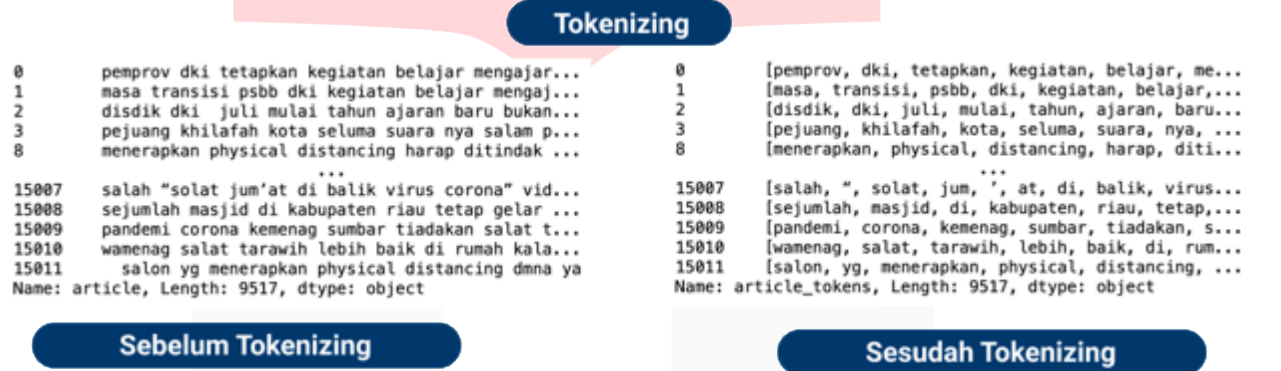 Tokenizing
0 pemprov dki tetapkan kegiatan belajar mengajar...
1 masa transisi psbb dki kegiatan belajar mengaj...
2 disdik dki juli mulai tahun ajaran baru bukan...
3 pejuang khilafah kota seluma suara nya salam p...
8 menerapkan physical distancing harap ditindak ...
...
15007 salah “solat jum’at di balik virus corona” vid...
15008 sejumlah masjid di kabupaten riau tetap gelar ...
15009 pandemi corona kemenag sumbar tiadakan salat t...
15010 wamenag salat tarawih lebih baik di rumah kala...
15011 salon yg menerapkan physical distancing dmna ya
Name: article, Length: 9517, dtype: object
Sebelum Tokenizing
0 [pemprov, dki, tetapkan, kegiatan, belajar, me...
1 [masa, transisi, psbb, dki, kegiatan, belajar,...
2 [disdik, dki, juli, mulai, tahun, ajaran, baru...
3 [pejuang, khilafah, kota, seluma, suara, nya, ...
8 [menerapkan, physical, distancing, harap, diti...
...
15007 [salah, “, solat, jum, ’, at, di, balik, virus...
15008 [sejumlah, masjid, di, kabupaten, riau, tetap,...
15009 [pandemi, corona, kemenag, sumbar, tiadakan, s...
15010 [wamenag, salat, tarawih, lebih, baik, di, rum...
15011 [salon, yg, menerapkan, physical, distancing, ...
Name: article_tokens, Length: 9517, dtype: object
Sesudah Tokenizing